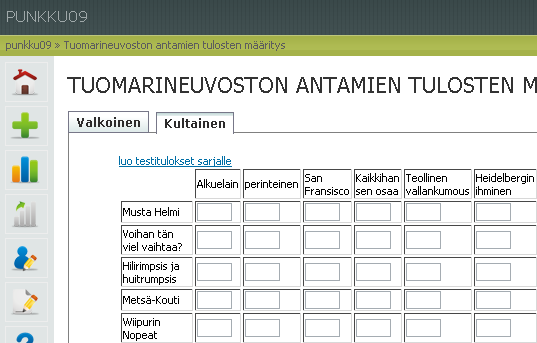 PUNKKU09
punkku09 » Tuomarineuvoston antamien tulosten määritys
TUOMARINEUVOSTON ANTAMIEN TULOSTEN M
Valkoinen
Kultainen
luo testitulokset sarjalle
Alkuelain
perinteinen
San
Fransisco
Kaikkihan
sen osaa
Teollinen
vallankumous
Heidelbergin
ihminen
Musta Helmi
Voihan tän
viel vaihtaa?
Hilirimpsis ja
huitrumpsis
Metsä-Kouti
Wiipurin
Nopeat